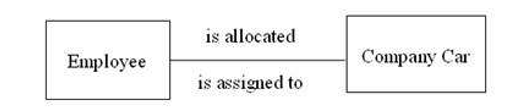 is allocated
Employee
Company Car
is assigned to